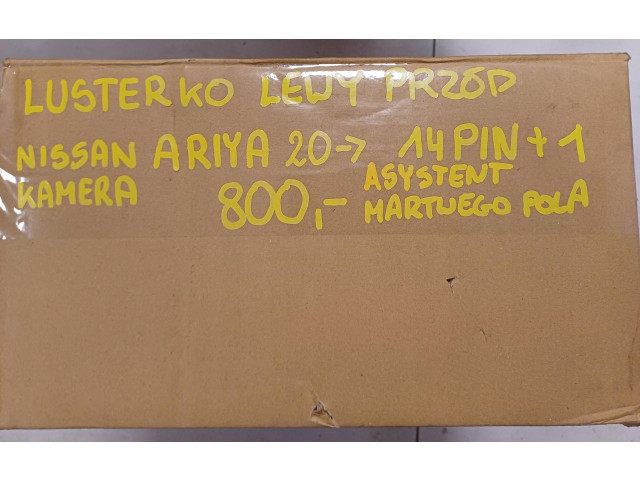 LUSTERKO LEWY PRZÓD
NISSAN ARIYA 20-> 14PIN + 1
KAMERA 800,- ASYSTENT
MARTWEGO POLA